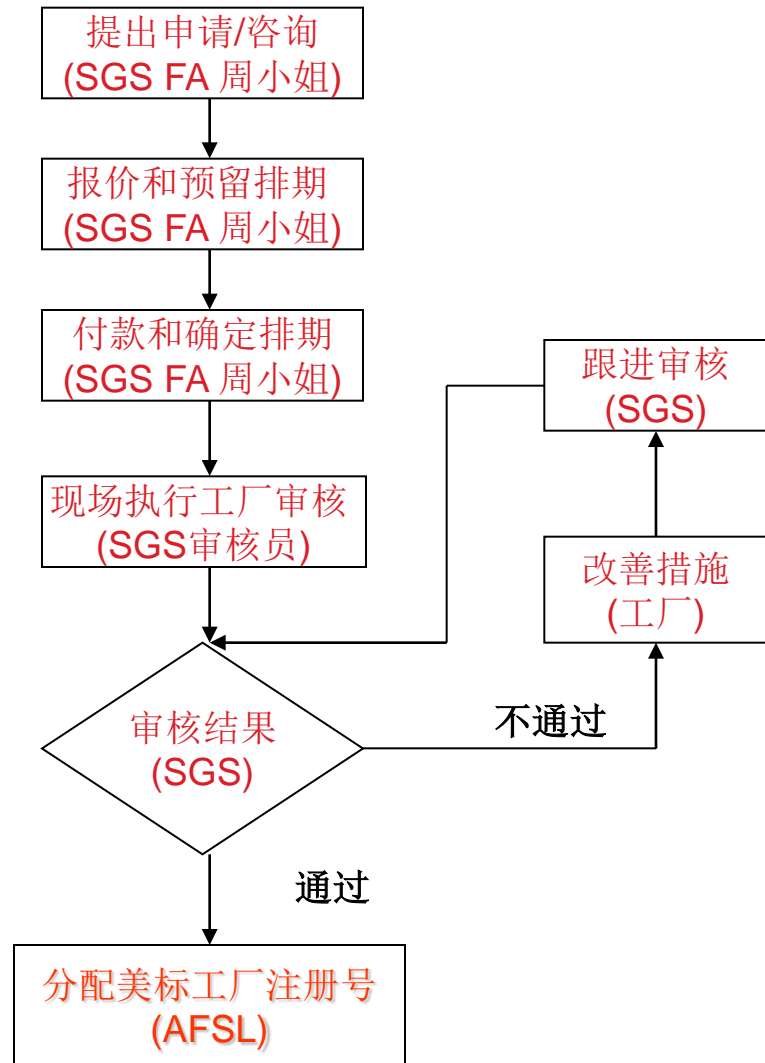 提出申请/咨询
(SGS FA 周小姐)
报价和预留排期
(SGS FA 周小姐)
付款和确定排期
(SGS FA 周小姐)
现场执行工厂审核
(SGS审核员)
跟进审核
(SGS)
改善措施
(工厂)
审核结果
(SGS)
不通过
通过
分配美标工厂注册号
(AFSL)